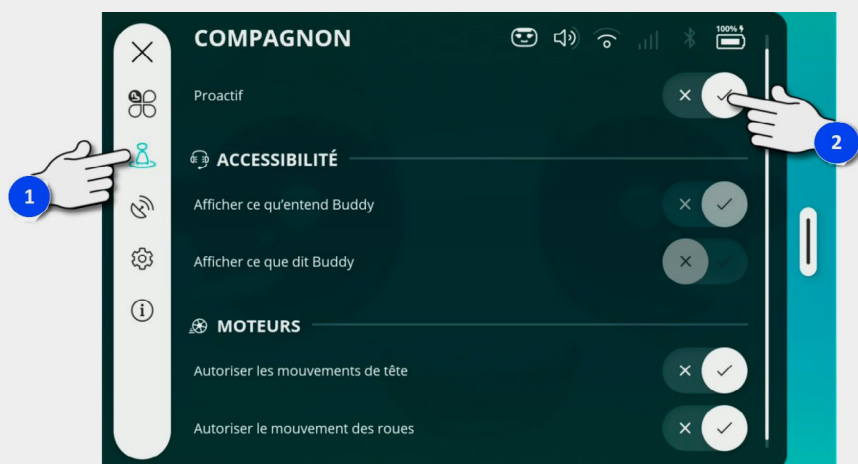 COMPAGNON
100%
Proactif
ACCESSIBILITÉ
Afficher ce qu'entend Buddy
Afficher ce que dit Buddy
MOTEURS
Autoriser les mouvements de tête
Autoriser le mouvement des roues
1
2